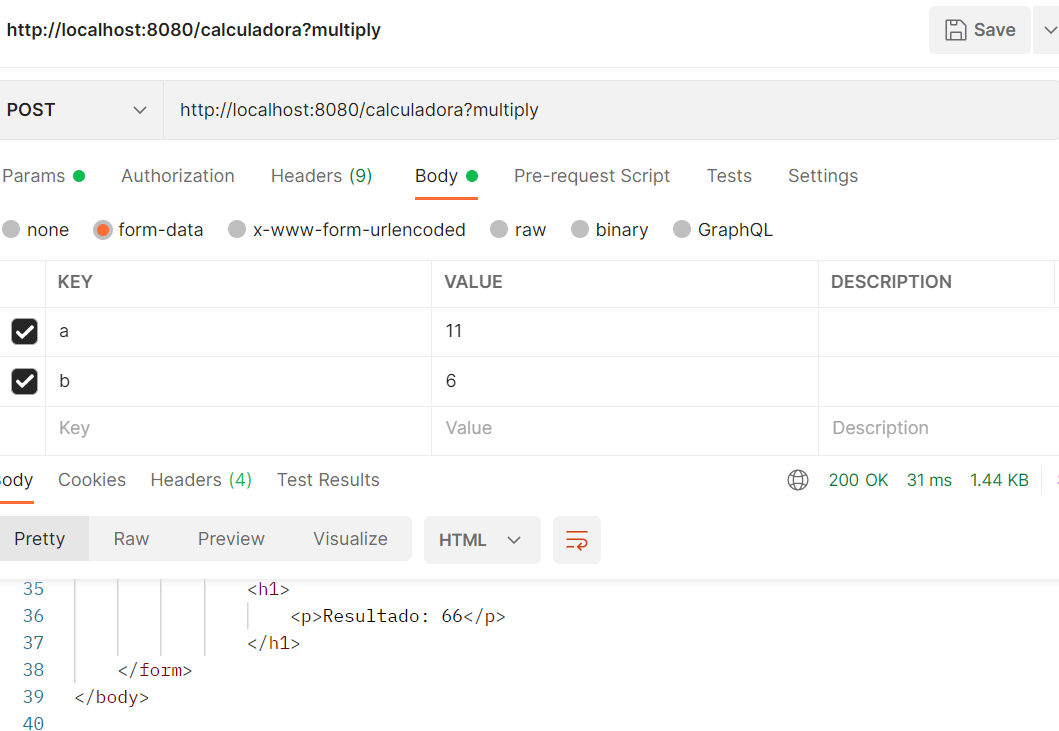 http://localhost:8080/calculadora?multiply
Save
POST
http://localhost:8080/calculadora?multiply
Params
Authorization
Headers (9)
Body
Pre-request Script
Tests
Settings
none
form-data
x-www-form-urlencoded
raw
binary
GraphQL
KEY
VALUE
DESCRIPTION
a
11
b
6
Key
Value
Description
ody
Cookies
Headers (4)
Test Results
200 OK
31 ms
1.44 KB
Pretty
Raw
Preview
Visualize
HTML
35 <h1>
36 <p>Resultado: 66</p>
37 </h1>
38 </form>
39 </body>
40